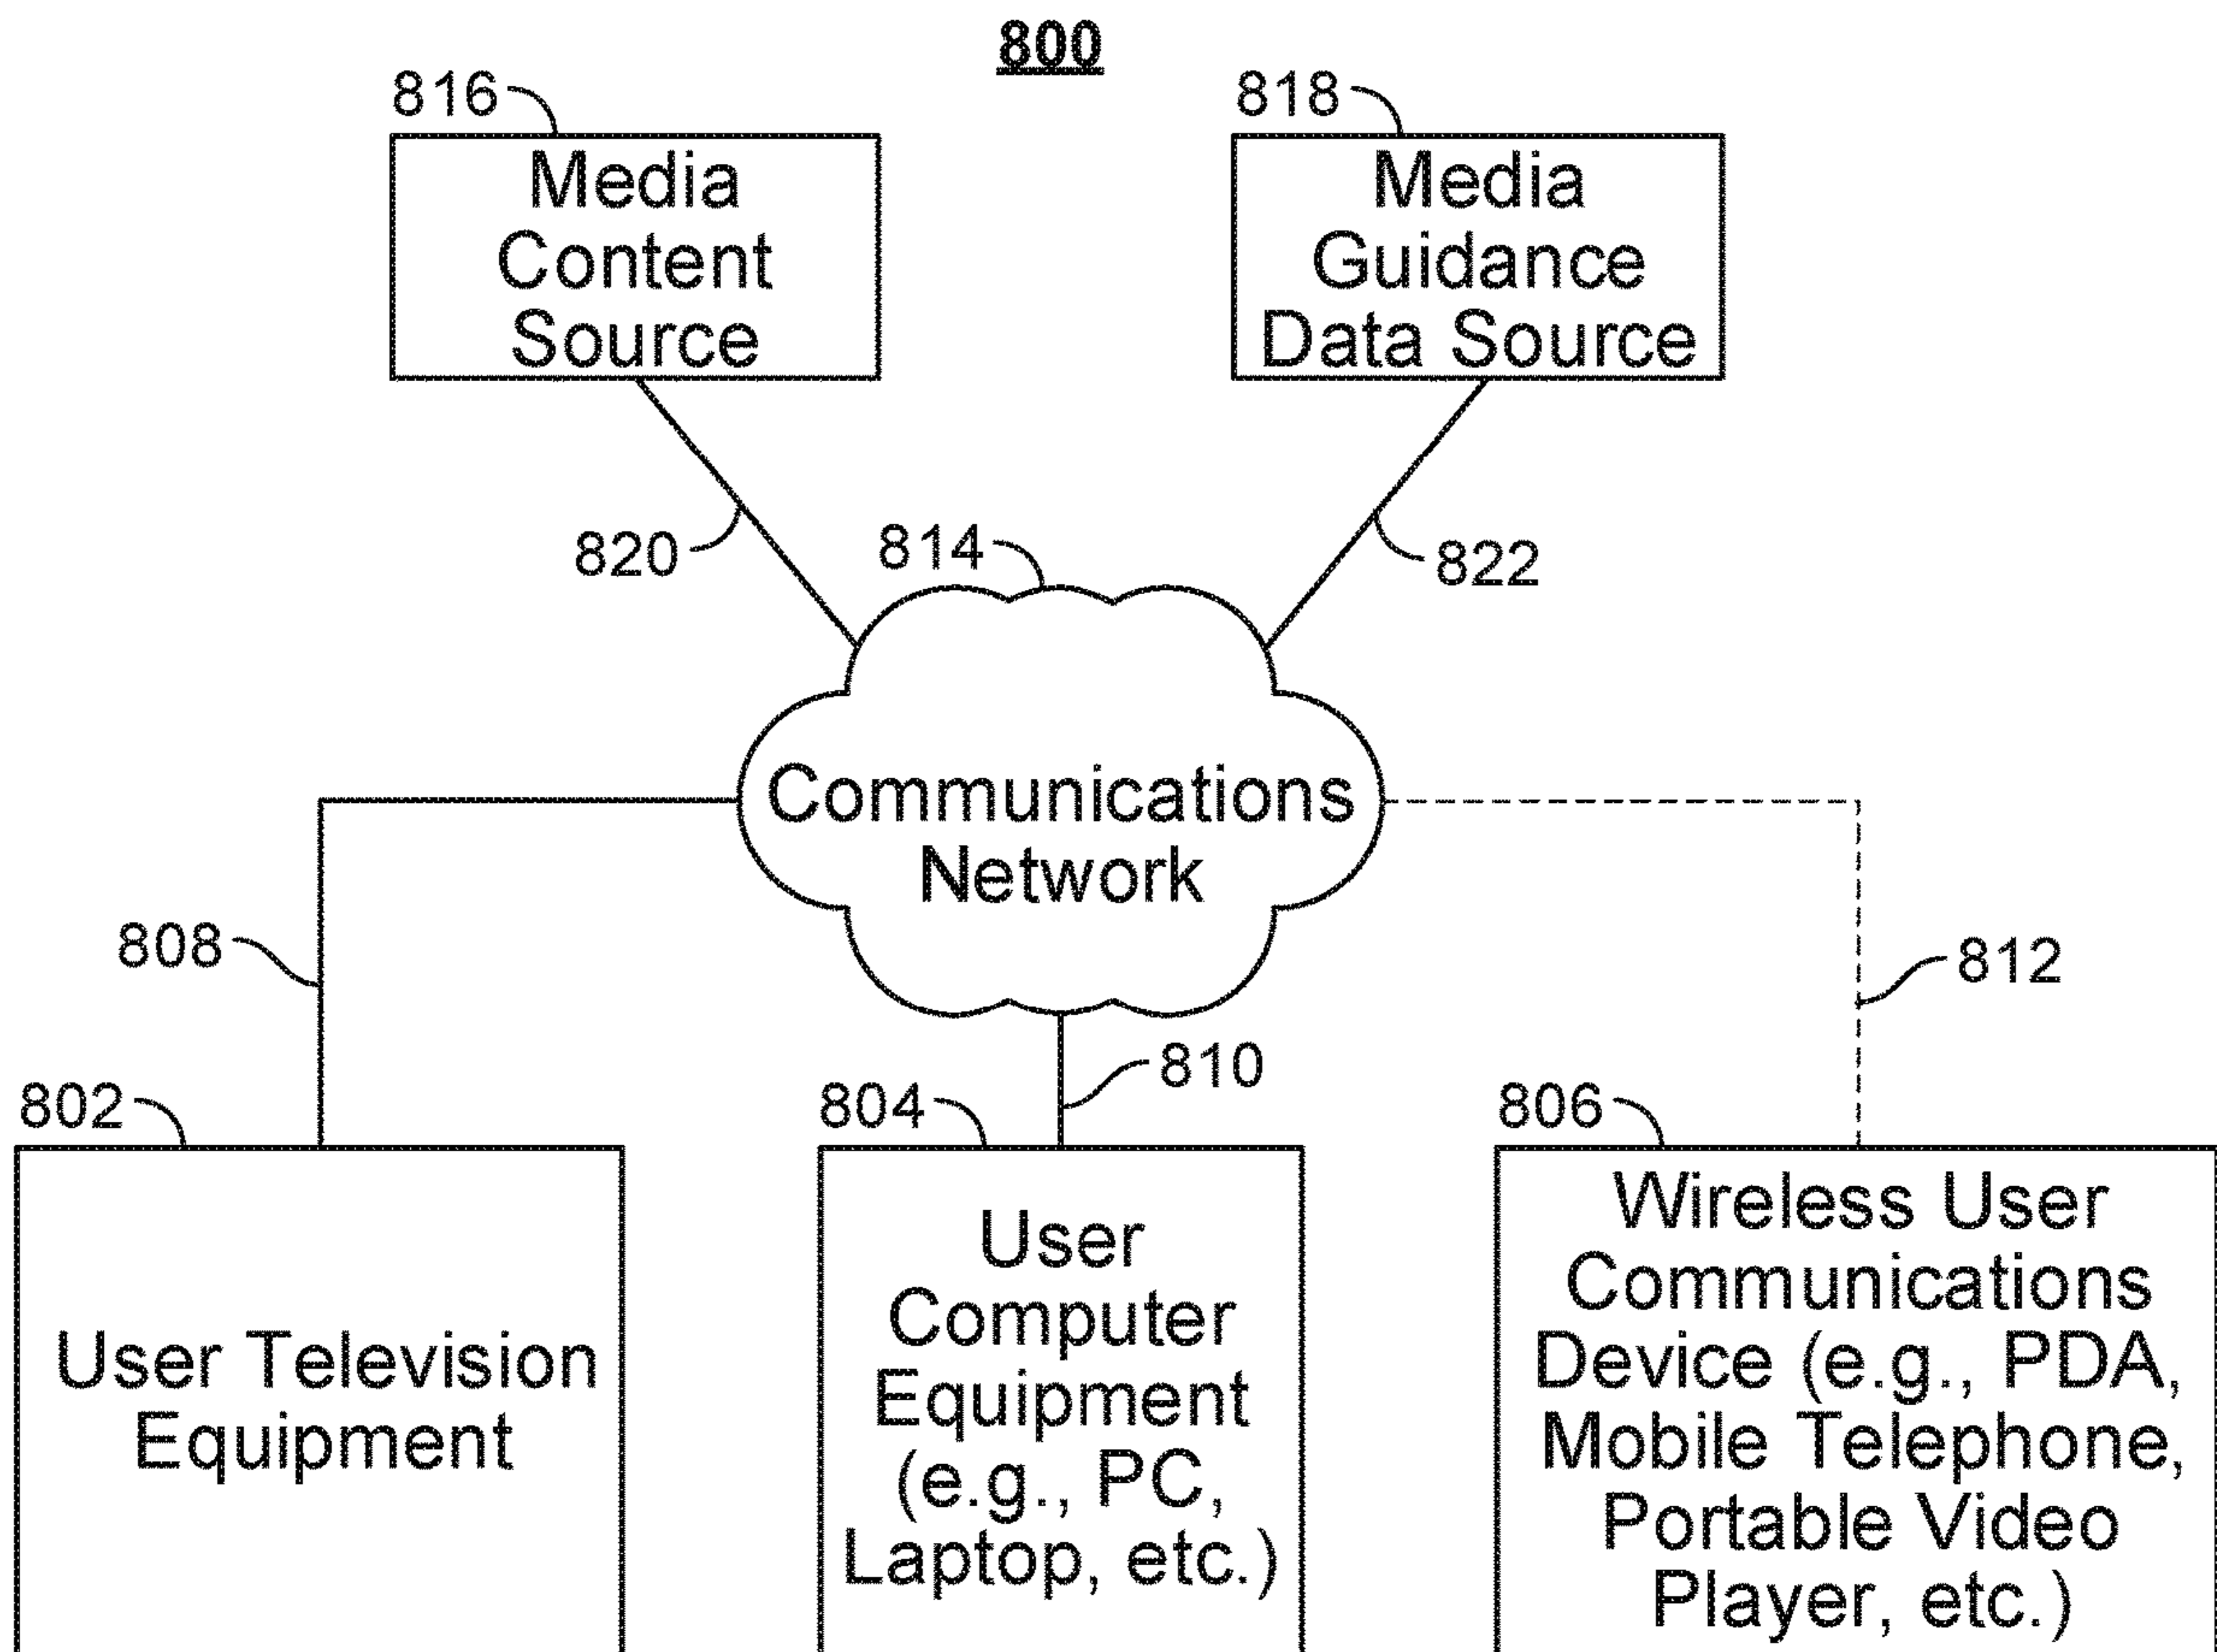 800
816
818
Media
Content
Source
Media
Guidance
Data Source
820
814
822
Communications
Network
808
812
810
802
804
806
User Television
Equipment
User
Computer
Equipment
(e.g., PC,
Laptop, etc.)
Wireless User
Communications
Device (e.g., PDA,
Mobile Telephone,
Portable Video
Player, etc.)